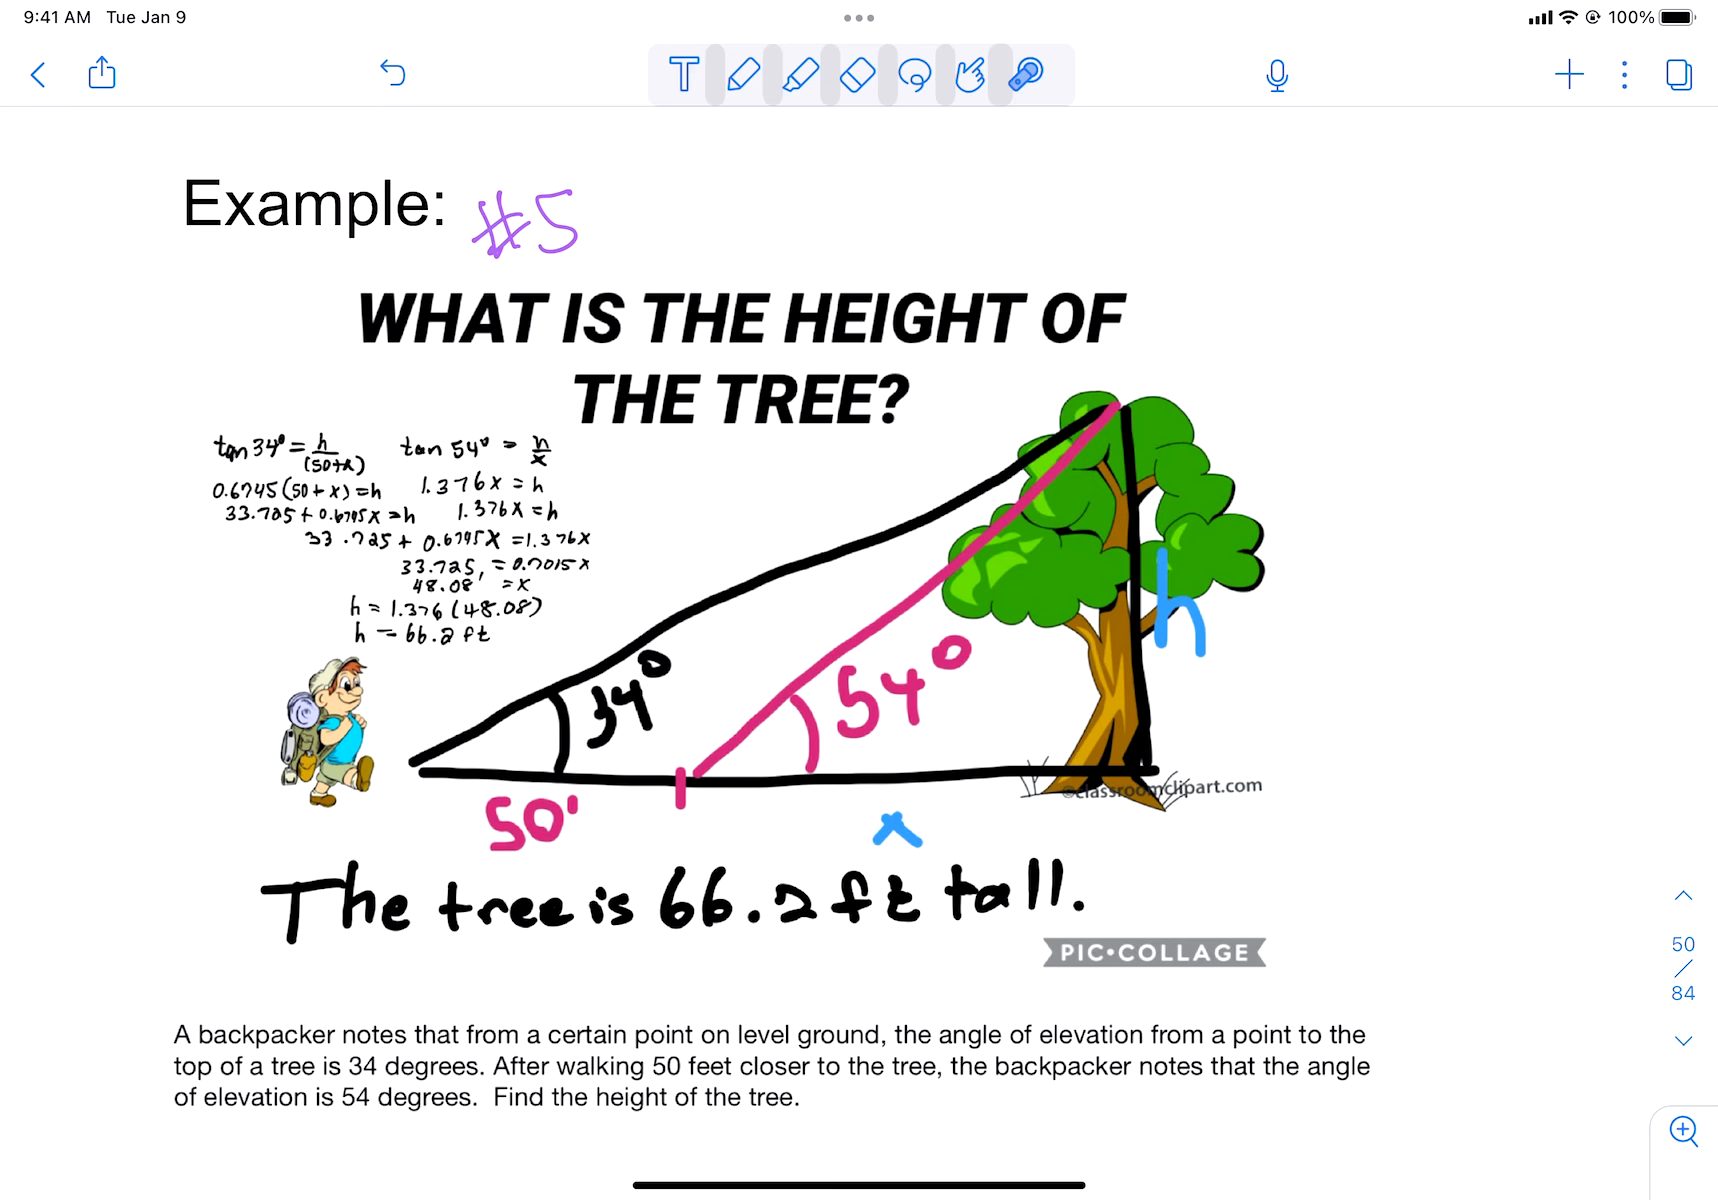 9:41 AM Tue Jan 9
100%
T
Example: #5
WHAT IS THE HEIGHT OF
THE TREE?
tan 34° = h/(50+x) tan 54° = h/x
0.6745(50+x)=h 1.376x = h
33.725 + 0.6745x = h 1.376x = h
33.725 + 0.6745x = 1.376x
33.725 = 0.7015x
48.08' = x
h = 1.376(48.08)
h = 66.2 ft
34°
54°
h
50'
x
©classroomclipart.com
The tree is 66.2 ft tall.
PIC•COLLAGE
A backpacker notes that from a certain point on level ground, the angle of elevation from a point to the
top of a tree is 34 degrees. After walking 50 feet closer to the tree, the backpacker notes that the angle
of elevation is 54 degrees. Find the height of the tree.
50
/
84